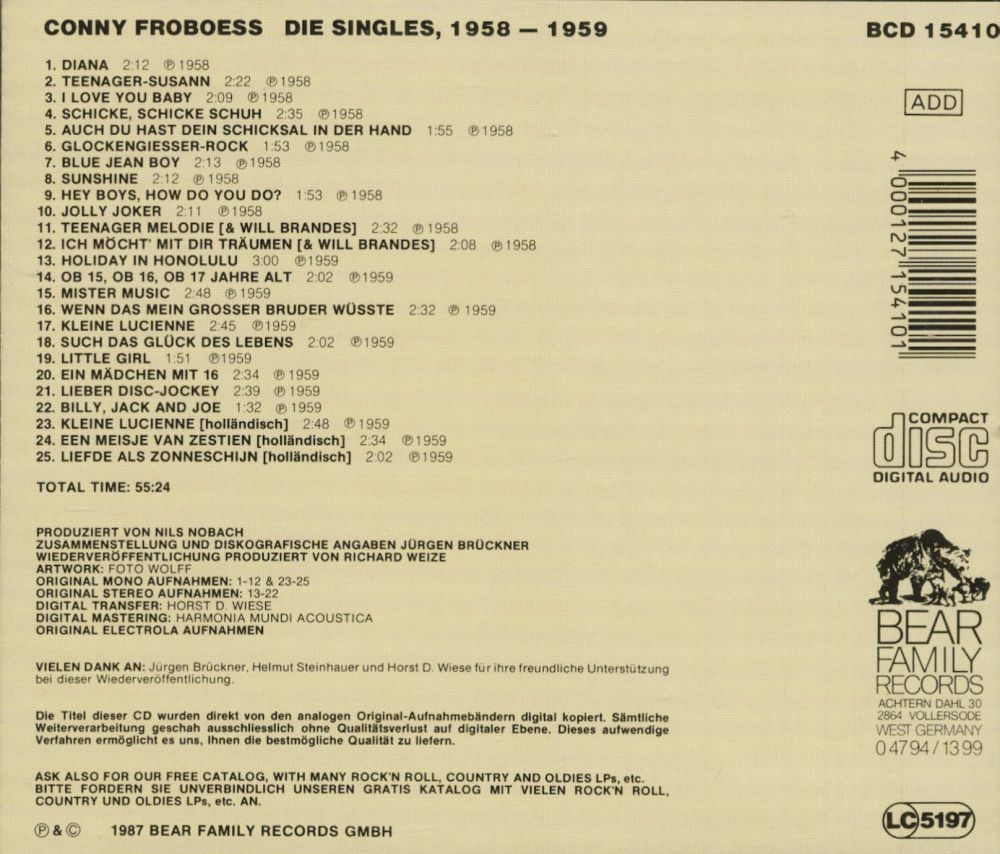 CONNY FROBOESS DIE SINGLES, 1958 — 1959
BCD 15410
1. DIANA 2:12 ℗1958
2. TEENAGER-SUSANN 2:22 ℗1958
3. I LOVE YOU BABY 2:09 ℗1958
4. SCHICKE, SCHICKE SCHUH 2:35 ℗1958
5. AUCH DU HAST DEIN SCHICKSAL IN DER HAND 1:55 ℗1958
6. GLOCKENGIESSER-ROCK 1:53 ℗1958
7. BLUE JEAN BOY 2:13 ℗1958
8. SUNSHINE 2:12 ℗1958
9. HEY BOYS, HOW DO YOU DO? 1:53 ℗1958
10. JOLLY JOKER 2:11 ℗1958
11. TEENAGER MELODIE [& WILL BRANDES] 2:32 ℗1958
12. ICH MÖCHT' MIT DIR TRÄUMEN [& WILL BRANDES] 2:08 ℗1958
13. HOLIDAY IN HONOLULU 3:00 ℗1959
14. OB 15, OB 16, OB 17 JAHRE ALT 2:02 ℗1959
15. MISTER MUSIC 2:48 ℗1959
16. WENN DAS MEIN GROSSER BRUDER WÜSSTE 2:32 ℗ 1959
17. KLEINE LUCIENNE 2:45 ℗1959
18. SUCH DAS GLÜCK DES LEBENS 2:02 ℗1959
19. LITTLE GIRL 1:51 ℗1959
20. EIN MÄDCHEN MIT 16 2:34 ℗1959
21. LIEBER DISC-JOCKEY 2:39 ℗1959
22. BILLY, JACK AND JOE 1:32 ℗1959
23. KLEINE LUCIENNE [holländisch] 2:48 ℗1959
24. EEN MEISJE VAN ZESTIEN [holländisch] 2:34 ℗1959
25. LIEFDE ALS ZONNESCHIJN [holländisch] 2:02 ℗1959
TOTAL TIME: 55:24
PRODUZIERT VON NILS NOBACH
ZUSAMMENSTELLUNG UND DISKOGRAFISCHE ANGABEN JÜRGEN BRÜCKNER
WIEDERVERÖFFENTLICHUNG PRODUZIERT VON RICHARD WEIZE
ARTWORK: FOTO WOLFF
ORIGINAL MONO AUFNAHMEN: 1-12 & 23-25
ORIGINAL STEREO AUFNAHMEN: 13-22
DIGITAL TRANSFER: HORST D. WIESE
DIGITAL MASTERING: HARMONIA MUNDI ACOUSTICA
ORIGINAL ELECTROLA AUFNAHMEN
VIELEN DANK AN: Jürgen Brückner, Helmut Steinhauer und Horst D. Wiese für ihre freundliche Unterstützung
bei dieser Wiederveröffentlichung.
Die Titel dieser CD wurden direkt von den analogen Original-Aufnahmebändern digital kopiert. Sämtliche
Weiterverarbeitung geschah ausschliesslich ohne Qualitätsverlust auf digitaler Ebene. Dieses aufwendige
Verfahren ermöglicht es uns, Ihnen die bestmögliche Qualität zu liefern.
ASK ALSO FOR OUR FREE CATALOG, WITH MANY ROCK'N ROLL, COUNTRY AND OLDIES LPs, etc.
BITTE FORDERN SIE UNVERBINDLICH UNSEREN GRATIS KATALOG MIT VIELEN ROCK'N ROLL,
COUNTRY UND OLDIES LPs, etc. AN.
℗ & © 1987 BEAR FAMILY RECORDS GMBH
ADD
4 000127 154101
COMPACT
disc
DIGITAL AUDIO
BEAR
FAMILY
RECORDS
ACHTERN DAHL 30
2864 VOLLERSODE
WEST GERMANY
0 47 94 / 13 99
LC 5197